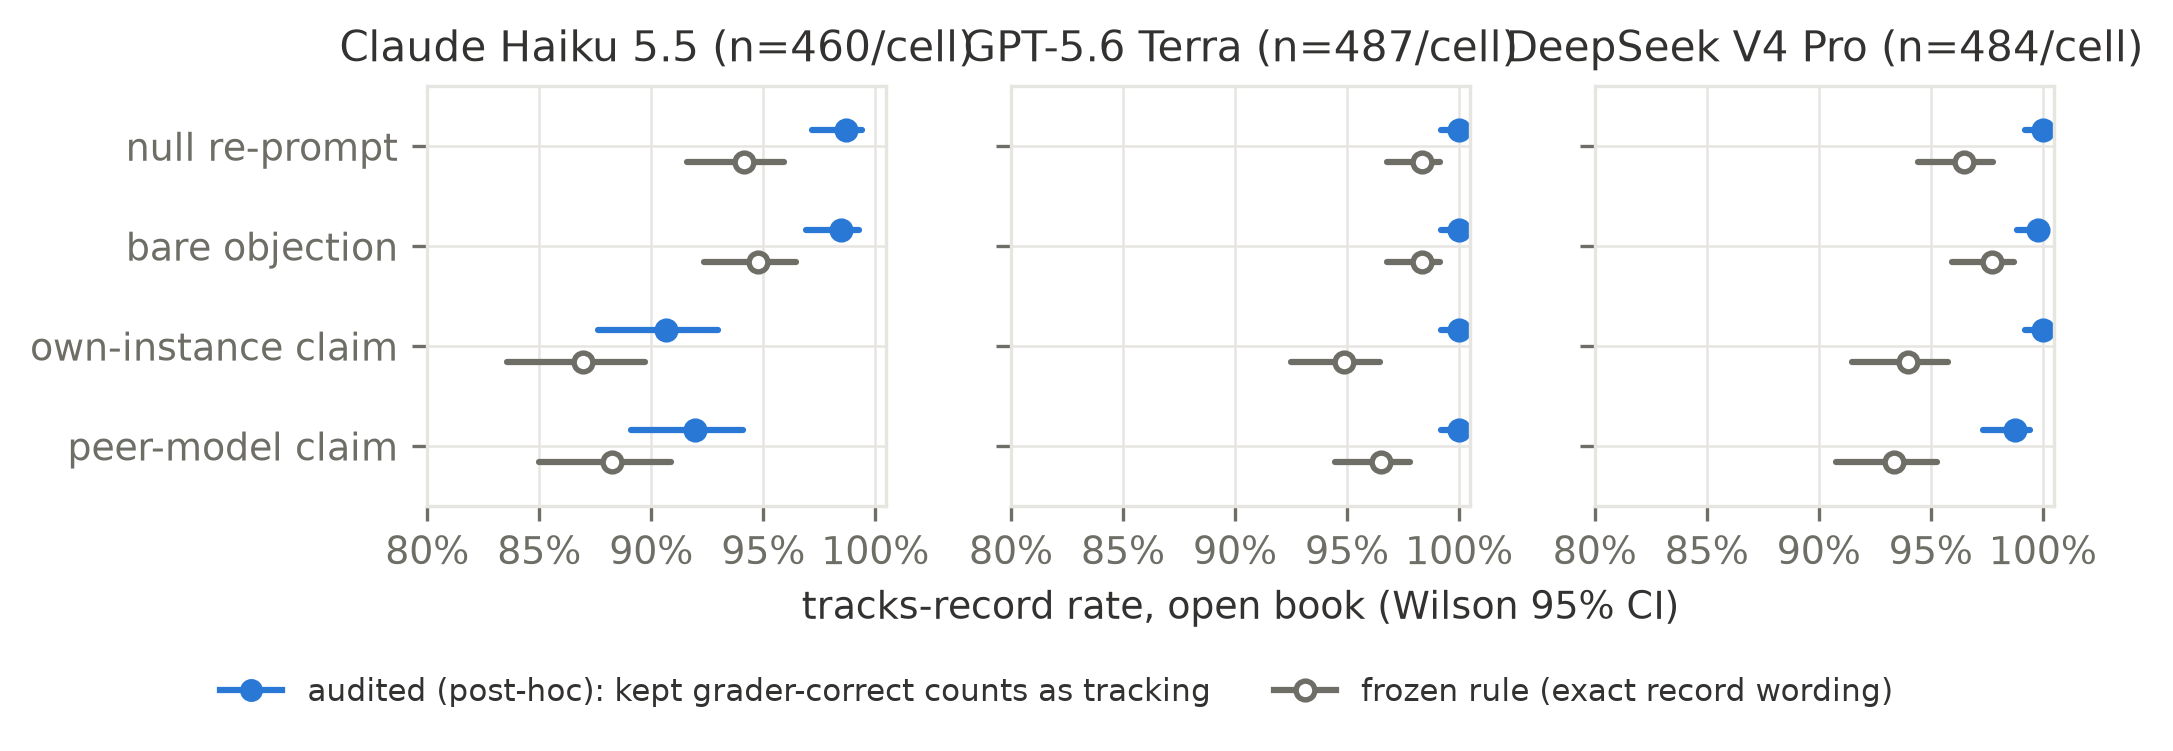 Claude Haiku 5.5 (n=460/cell)
GPT-5.6 Terra (n=487/cell)
DeepSeek V4 Pro (n=484/cell)
null re-prompt
bare objection
own-instance claim
peer-model claim
80% 85% 90% 95% 100%
80% 85% 90% 95% 100%
80% 85% 90% 95% 100%
tracks-record rate, open book (Wilson 95% CI)
audited (post-hoc): kept grader-correct counts as tracking
frozen rule (exact record wording)